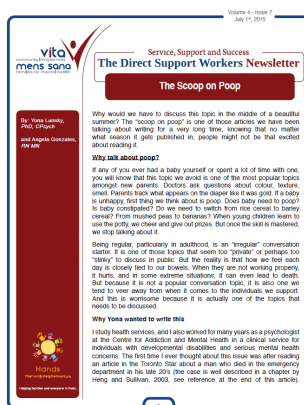 Volume 4 - Issue 7
July 1st, 2015
vita
community living services
mens sana
families for mental health
Service, Support and Success
The Direct Support Workers Newsletter
The Scoop on Poop
By: Yona Lunsky,
PhD, CPsych
and Angela Gonzales,
RN MN
Why would we have to discuss this topic in the middle of a beautiful
summer? The "scoop on poop" is one of those articles we have been
talking about writing for a very long time, knowing that no matter
what season it gets published in, people might not be that excited
about reading it.
Why talk about poop?
If any of you ever had a baby yourself or spent a lot of time with one,
you will know that this topic we avoid is one of the most popular topics
amongst new parents. Doctors ask questions about colour, texture,
smell. Parents track what appears on the diaper like it was gold. If a baby
is unhappy, first thing we think about is poop. Does baby need to poop?
Is baby constipated? Do we need to switch from rice cereal to barley
cereal? From mushed peas to bananas? When young children learn to
use the potty, we cheer and give out prizes. But once the skill is mastered,
we stop talking about it.
Being regular, particularly in adulthood, is an "irregular" conversation
starter. It is one of those topics that seem too "private" or perhaps too
"stinky" to discuss in public. But the reality is that how we feel each
day is closely tied to our bowels. When they are not working properly,
it hurts, and in some extreme situations, it can even lead to death.
But because it is not a popular conversation topic, it is also one we
tend to veer away from when it comes to the individuals we support.
And this is worrisome because it is actually one of the topics that
needs to be discussed.
Why Yona wanted to write this
I study health services, and I also worked for many years as a psychologist
at the Centre for Addiction and Mental Health in a clinical service for
individuals with developmental disabilities and serious mental health
concerns. The first time I ever thought about this issue was after reading
an article in the Toronto Star about a man who died in the emergency
department in his late 20's (the case is well described in a chapter by
Heng and Sullivan, 2003, see reference at the end of this article).
Hands
TheFamilyHelpNetwork.ca
Helping families and everyone in them.